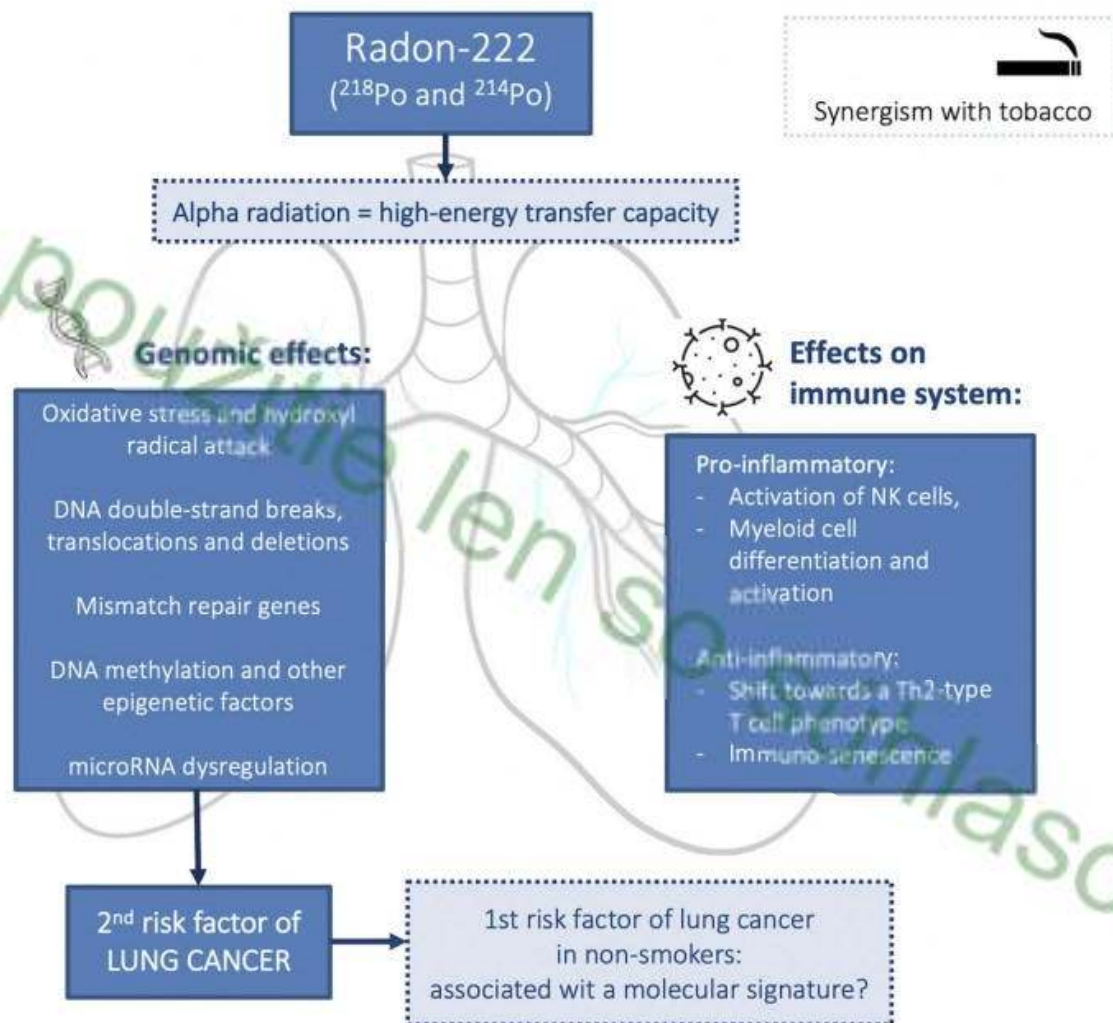 Radon-222
(²¹⁸Po and ²¹⁴Po)
Synergism with tobacco
Alpha radiation = high-energy transfer capacity
Genomic effects:
Oxidative stress and hydroxyl
radical attack
DNA double-strand breaks,
translocations and deletions
Mismatch repair genes
DNA methylation and other
epigenetic factors
microRNA dysregulation
Effects on
immune system:
Pro-inflammatory:
- Activation of NK cells,
- Myeloid cell
differentiation and
activation
Anti-inflammatory:
- Shift towards a Th2-type
T cell phenotype
- Immuno-senescence
2nd risk factor of
LUNG CANCER
1st risk factor of lung cancer
in non-smokers:
associated wit a molecular signature?
použitie len so súhlaso